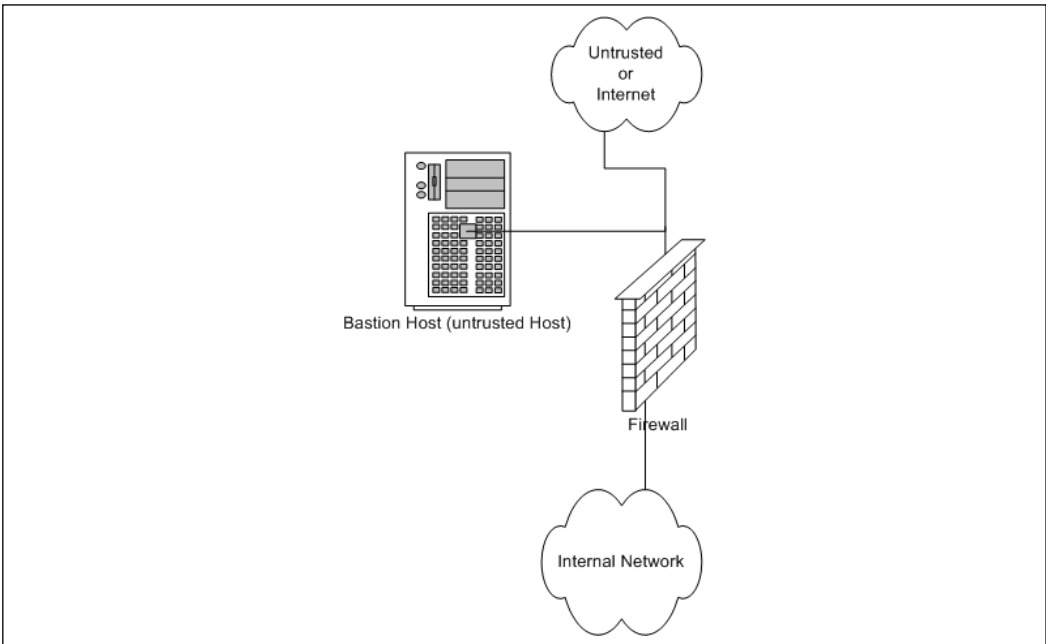 Untrusted
or
Internet
Bastion Host (untrusted Host)
Firewall
Internal Network